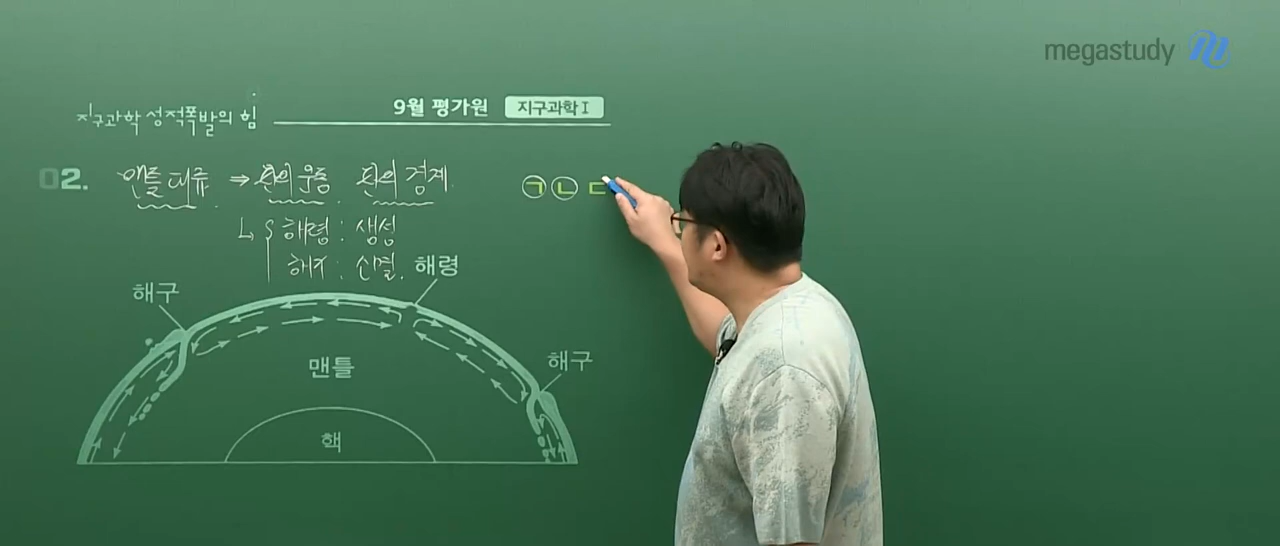 megastudy
지구과학 성적폭발의 힘
9월 평가원 지구과학 I
02. 맨틀 대류 ⇒ 판의 운동 판의 경계
↳ 해령 : 생성
해구 : 소멸.
ㄱ ㄴ ㄷ
해령
해구
해구
맨틀
핵